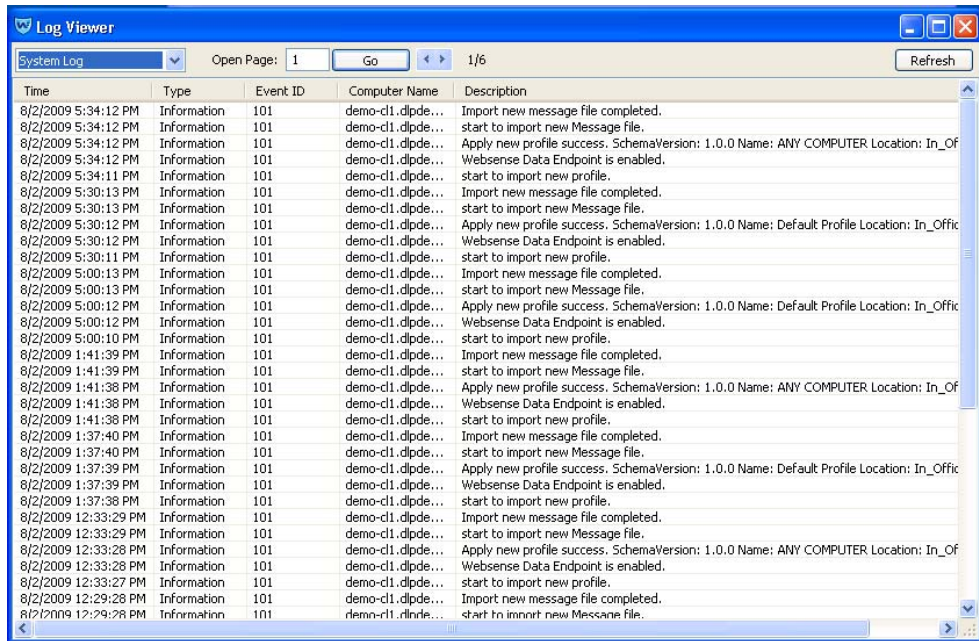 Log Viewer
System Log Open Page: 1 Go 1/6 Refresh
Time Type Event ID Computer Name Description
8/2/2009 5:34:12 PM Information 101 demo-cl1.dlpde... Import new message file completed.
8/2/2009 5:34:12 PM Information 101 demo-cl1.dlpde... start to import new Message file.
8/2/2009 5:34:12 PM Information 101 demo-cl1.dlpde... Apply new profile success. SchemaVersion: 1.0.0 Name: ANY COMPUTER Location: In_Of
8/2/2009 5:34:12 PM Information 101 demo-cl1.dlpde... Websense Data Endpoint is enabled.
8/2/2009 5:34:11 PM Information 101 demo-cl1.dlpde... start to import new profile.
8/2/2009 5:30:13 PM Information 101 demo-cl1.dlpde... Import new message file completed.
8/2/2009 5:30:13 PM Information 101 demo-cl1.dlpde... start to import new Message file.
8/2/2009 5:30:12 PM Information 101 demo-cl1.dlpde... Apply new profile success. SchemaVersion: 1.0.0 Name: Default Profile Location: In_Offic
8/2/2009 5:30:12 PM Information 101 demo-cl1.dlpde... Websense Data Endpoint is enabled.
8/2/2009 5:30:11 PM Information 101 demo-cl1.dlpde... start to import new profile.
8/2/2009 5:00:13 PM Information 101 demo-cl1.dlpde... Import new message file completed.
8/2/2009 5:00:13 PM Information 101 demo-cl1.dlpde... start to import new Message file.
8/2/2009 5:00:12 PM Information 101 demo-cl1.dlpde... Apply new profile success. SchemaVersion: 1.0.0 Name: Default Profile Location: In_Offic
8/2/2009 5:00:12 PM Information 101 demo-cl1.dlpde... Websense Data Endpoint is enabled.
8/2/2009 5:00:10 PM Information 101 demo-cl1.dlpde... start to import new profile.
8/2/2009 1:41:39 PM Information 101 demo-cl1.dlpde... Import new message file completed.
8/2/2009 1:41:39 PM Information 101 demo-cl1.dlpde... start to import new Message file.
8/2/2009 1:41:38 PM Information 101 demo-cl1.dlpde... Apply new profile success. SchemaVersion: 1.0.0 Name: ANY COMPUTER Location: In_Of
8/2/2009 1:41:38 PM Information 101 demo-cl1.dlpde... Websense Data Endpoint is enabled.
8/2/2009 1:41:38 PM Information 101 demo-cl1.dlpde... start to import new profile.
8/2/2009 1:37:40 PM Information 101 demo-cl1.dlpde... Import new message file completed.
8/2/2009 1:37:40 PM Information 101 demo-cl1.dlpde... start to import new Message file.
8/2/2009 1:37:39 PM Information 101 demo-cl1.dlpde... Apply new profile success. SchemaVersion: 1.0.0 Name: Default Profile Location: In_Offic
8/2/2009 1:37:39 PM Information 101 demo-cl1.dlpde... Websense Data Endpoint is enabled.
8/2/2009 1:37:38 PM Information 101 demo-cl1.dlpde... start to import new profile.
8/2/2009 12:33:29 PM Information 101 demo-cl1.dlpde... Import new message file completed.
8/2/2009 12:33:29 PM Information 101 demo-cl1.dlpde... start to import new Message file.
8/2/2009 12:33:28 PM Information 101 demo-cl1.dlpde... Apply new profile success. SchemaVersion: 1.0.0 Name: ANY COMPUTER Location: In_Of
8/2/2009 12:33:28 PM Information 101 demo-cl1.dlpde... Websense Data Endpoint is enabled.
8/2/2009 12:33:27 PM Information 101 demo-cl1.dlpde... start to import new profile.
8/2/2009 12:29:28 PM Information 101 demo-cl1.dlpde... Import new message file completed.
8/2/2009 12:29:28 PM Information 101 demo-cl1.dlpde... start to import new Message file.